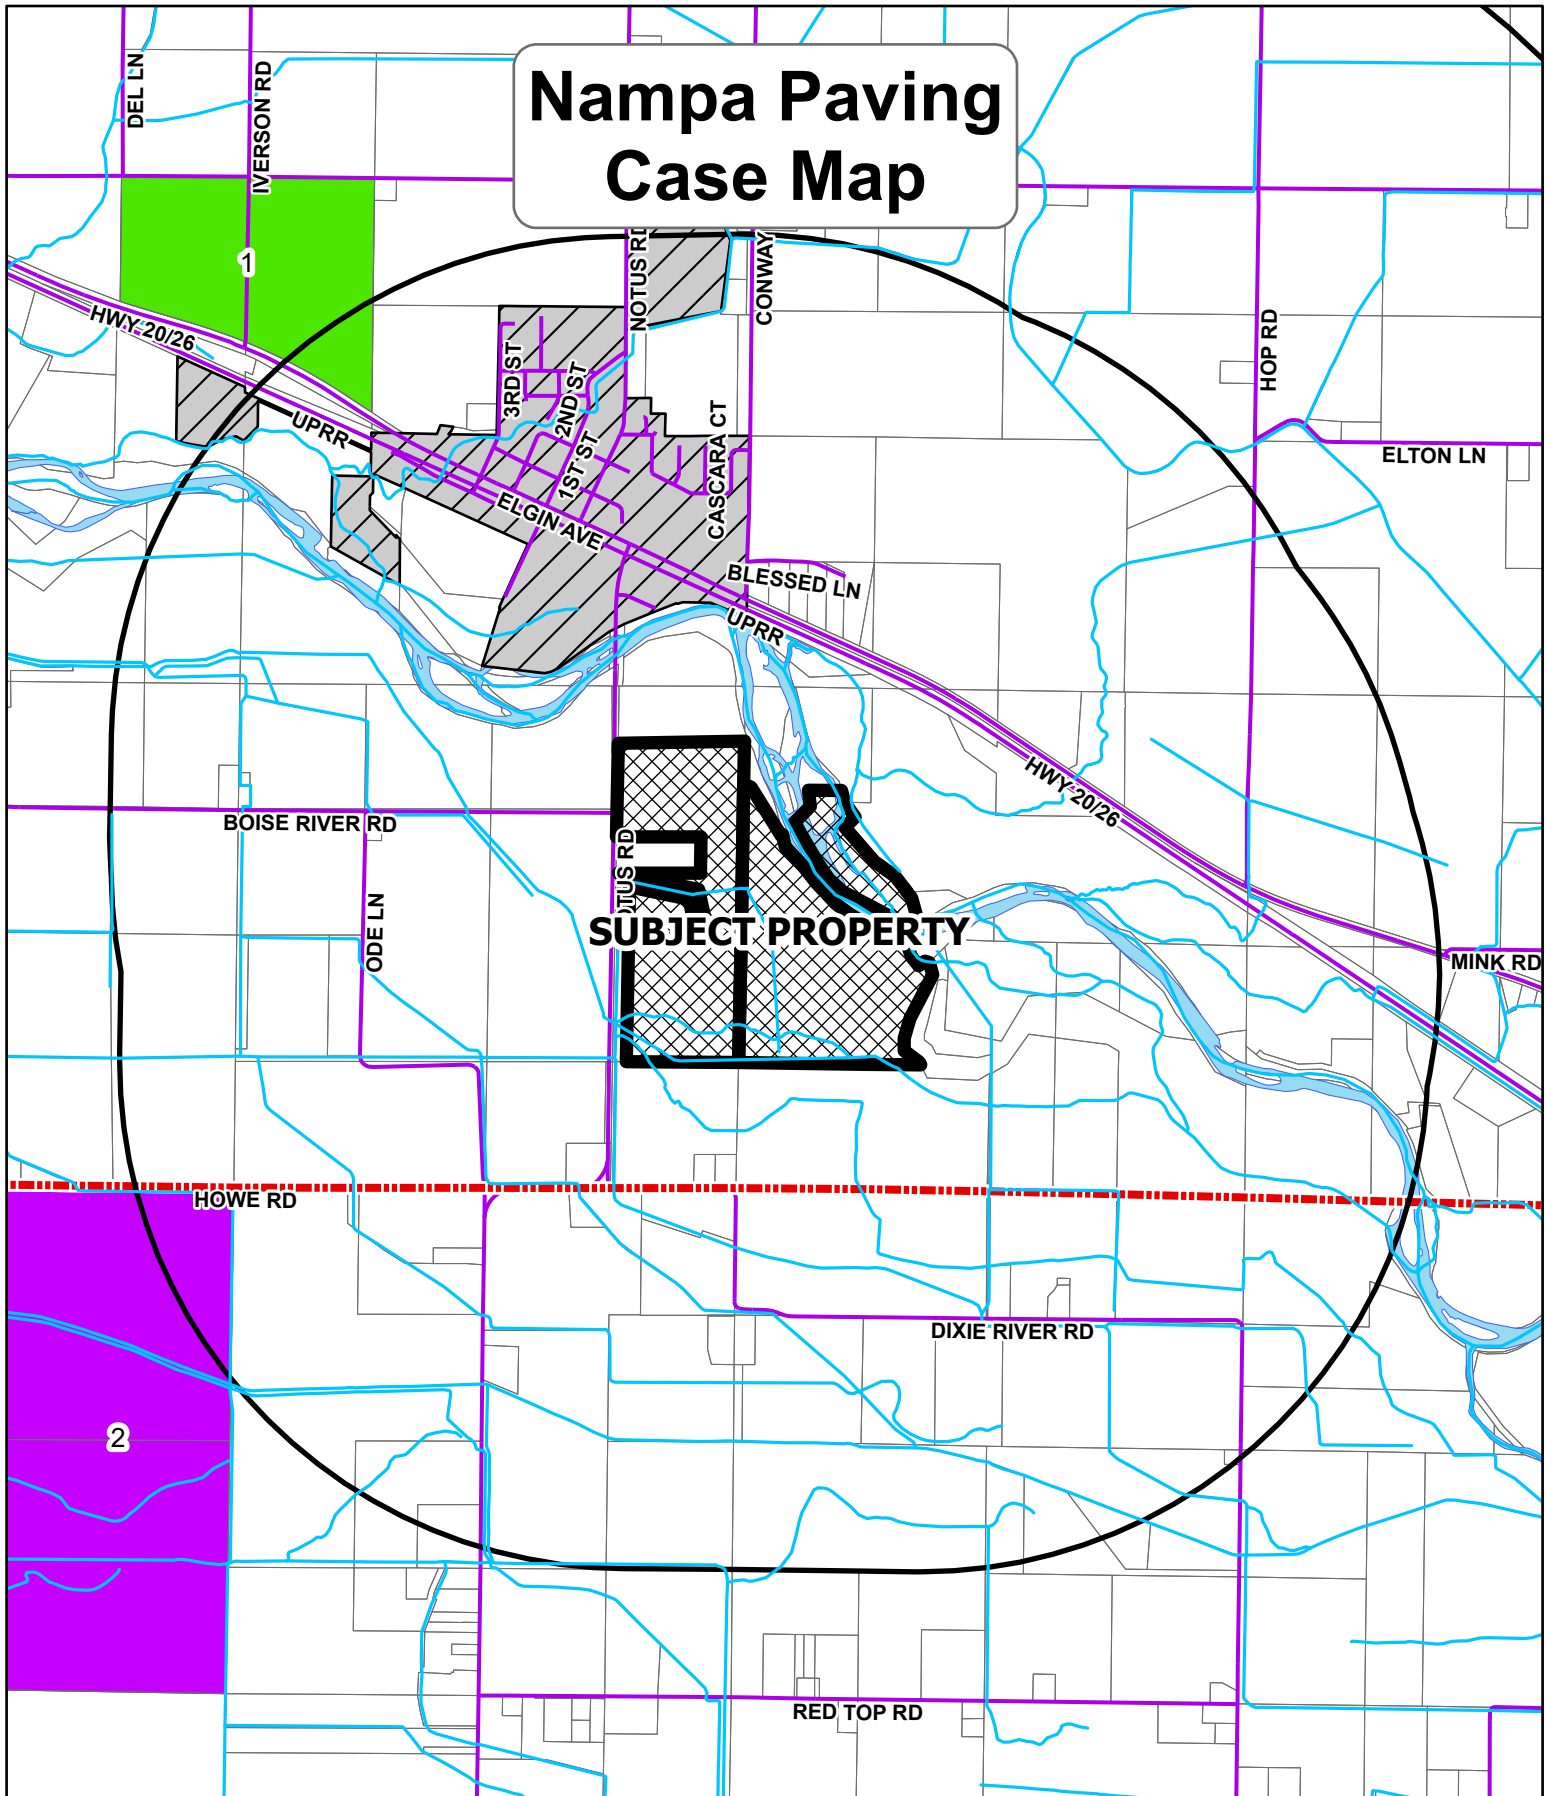 Nampa Paving
Case Map
DEL LN
IVERSON RD
1
HWY 20/26
NOTUS RD
CONWAY
HOP RD
3RD ST
2ND ST
1ST ST
UPRR
CASCARA CT
ELTON LN
ELGIN AVE
BLESSED LN
UPRR
HWY 20/26
BOISE RIVER RD
OTUS RD
ODE LN
SUBJECT PROPERTY
MINK RD
HOWE RD
DIXIE RIVER RD
2
RED TOP RD